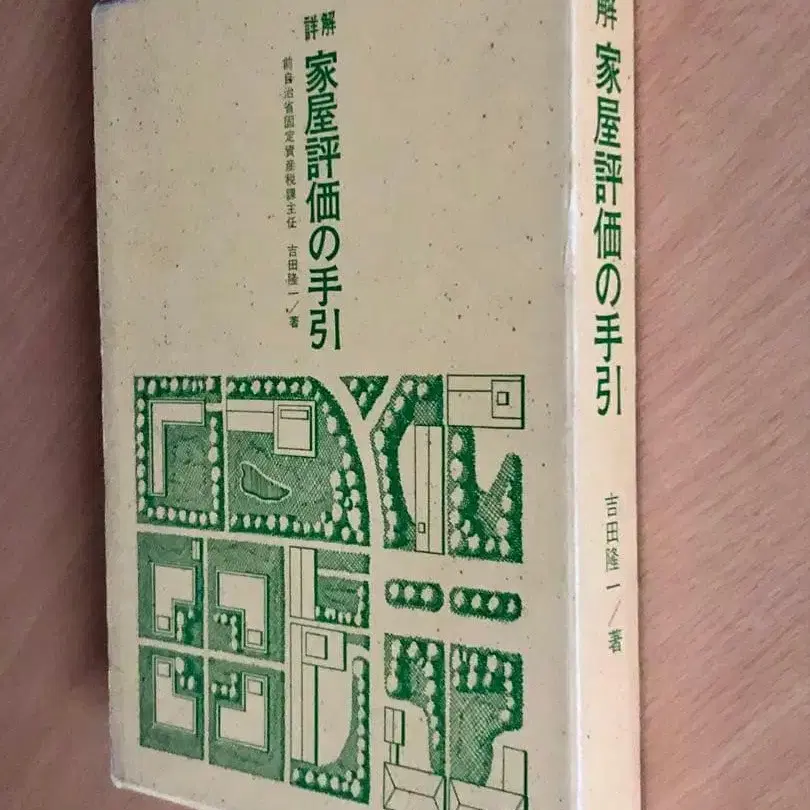 詳解
家屋評価の手引
前自治省固定資産税課主任 吉田隆一/著
解 家屋評価の手引
吉田隆一/著